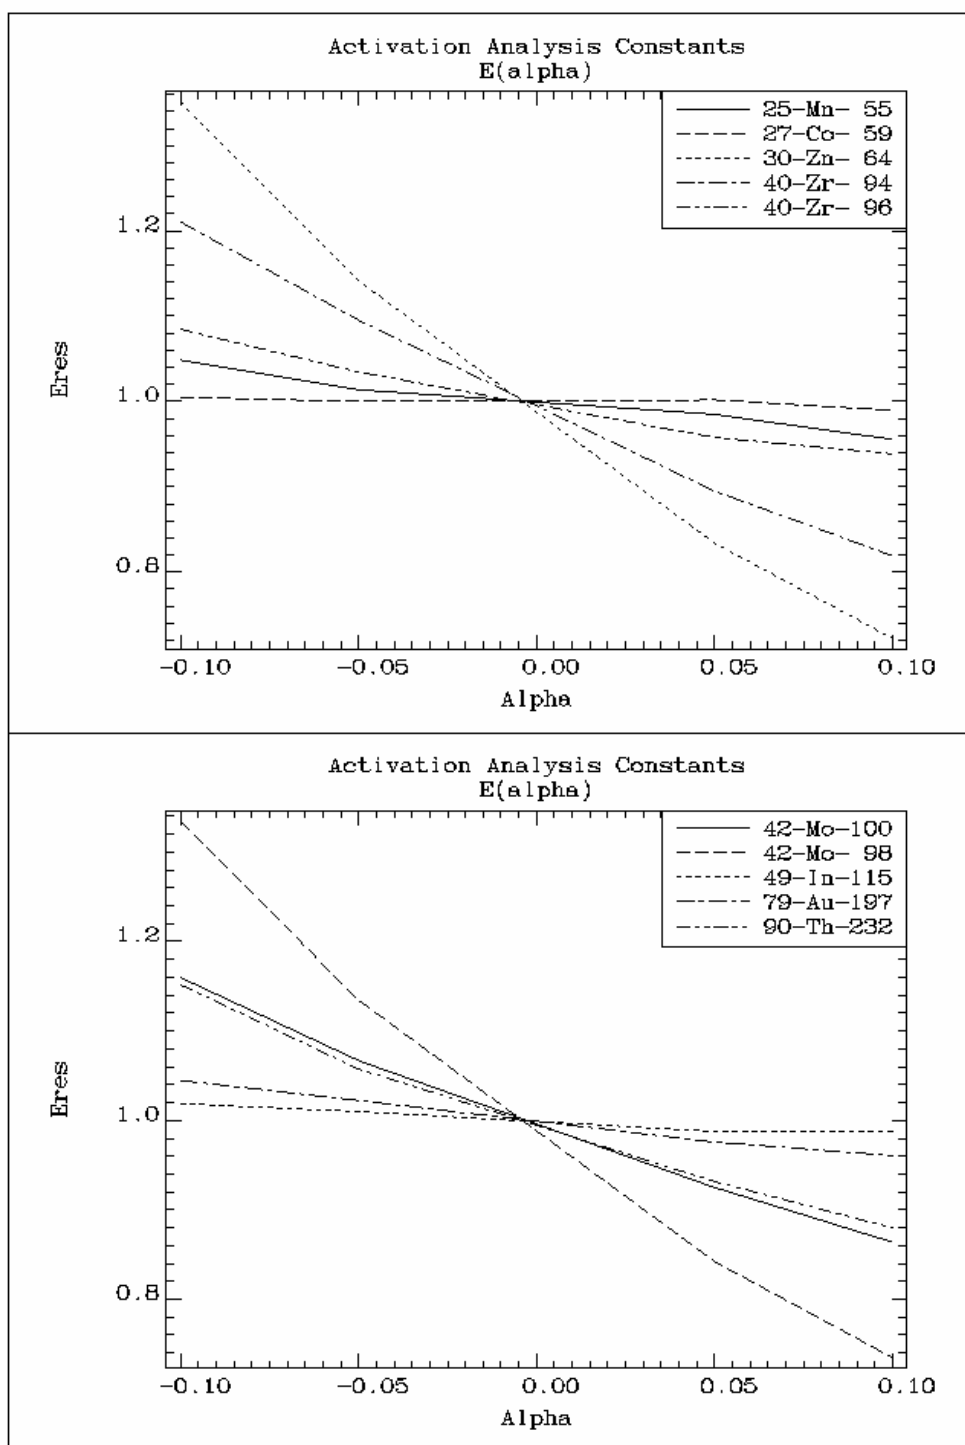 Activation Analysis Constants
E(alpha)
25-Mn- 55
27-Co- 59
30-Zn- 64
40-Zr- 94
40-Zr- 96
1.2
1.0
0.8
Eres
-0.10 -0.05 0.00 0.05 0.10
Alpha
Activation Analysis Constants
E(alpha)
42-Mo-100
42-Mo- 98
49-In-115
79-Au-197
90-Th-232
1.2
1.0
0.8
Eres
-0.10 -0.05 0.00 0.05 0.10
Alpha